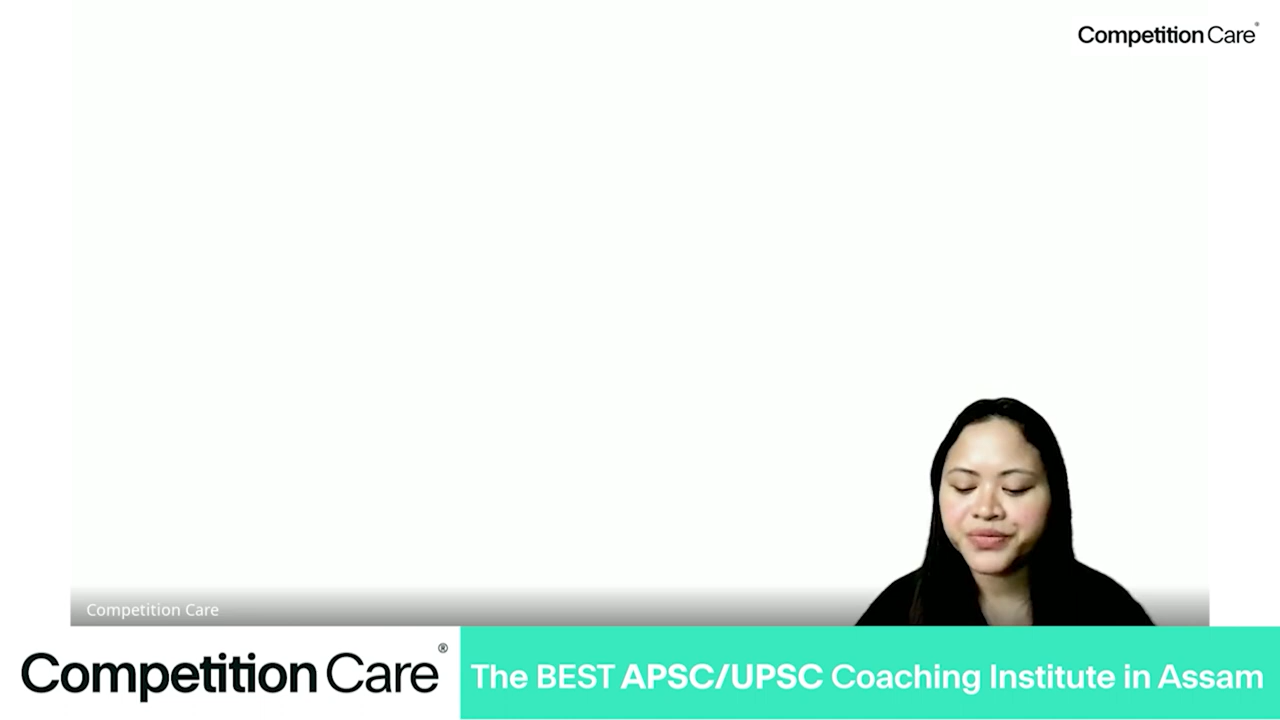 Competition Care®
Competition Care
Competition Care®
The BEST APSC/UPSC Coaching Institute in Assam